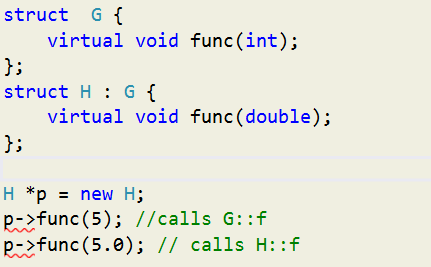 struct  G {
    virtual void func(int);
};
struct H : G {
    virtual void func(double);
};

H *p = new H;
p->func(5); //calls G::f
p->func(5.0); // calls H::f